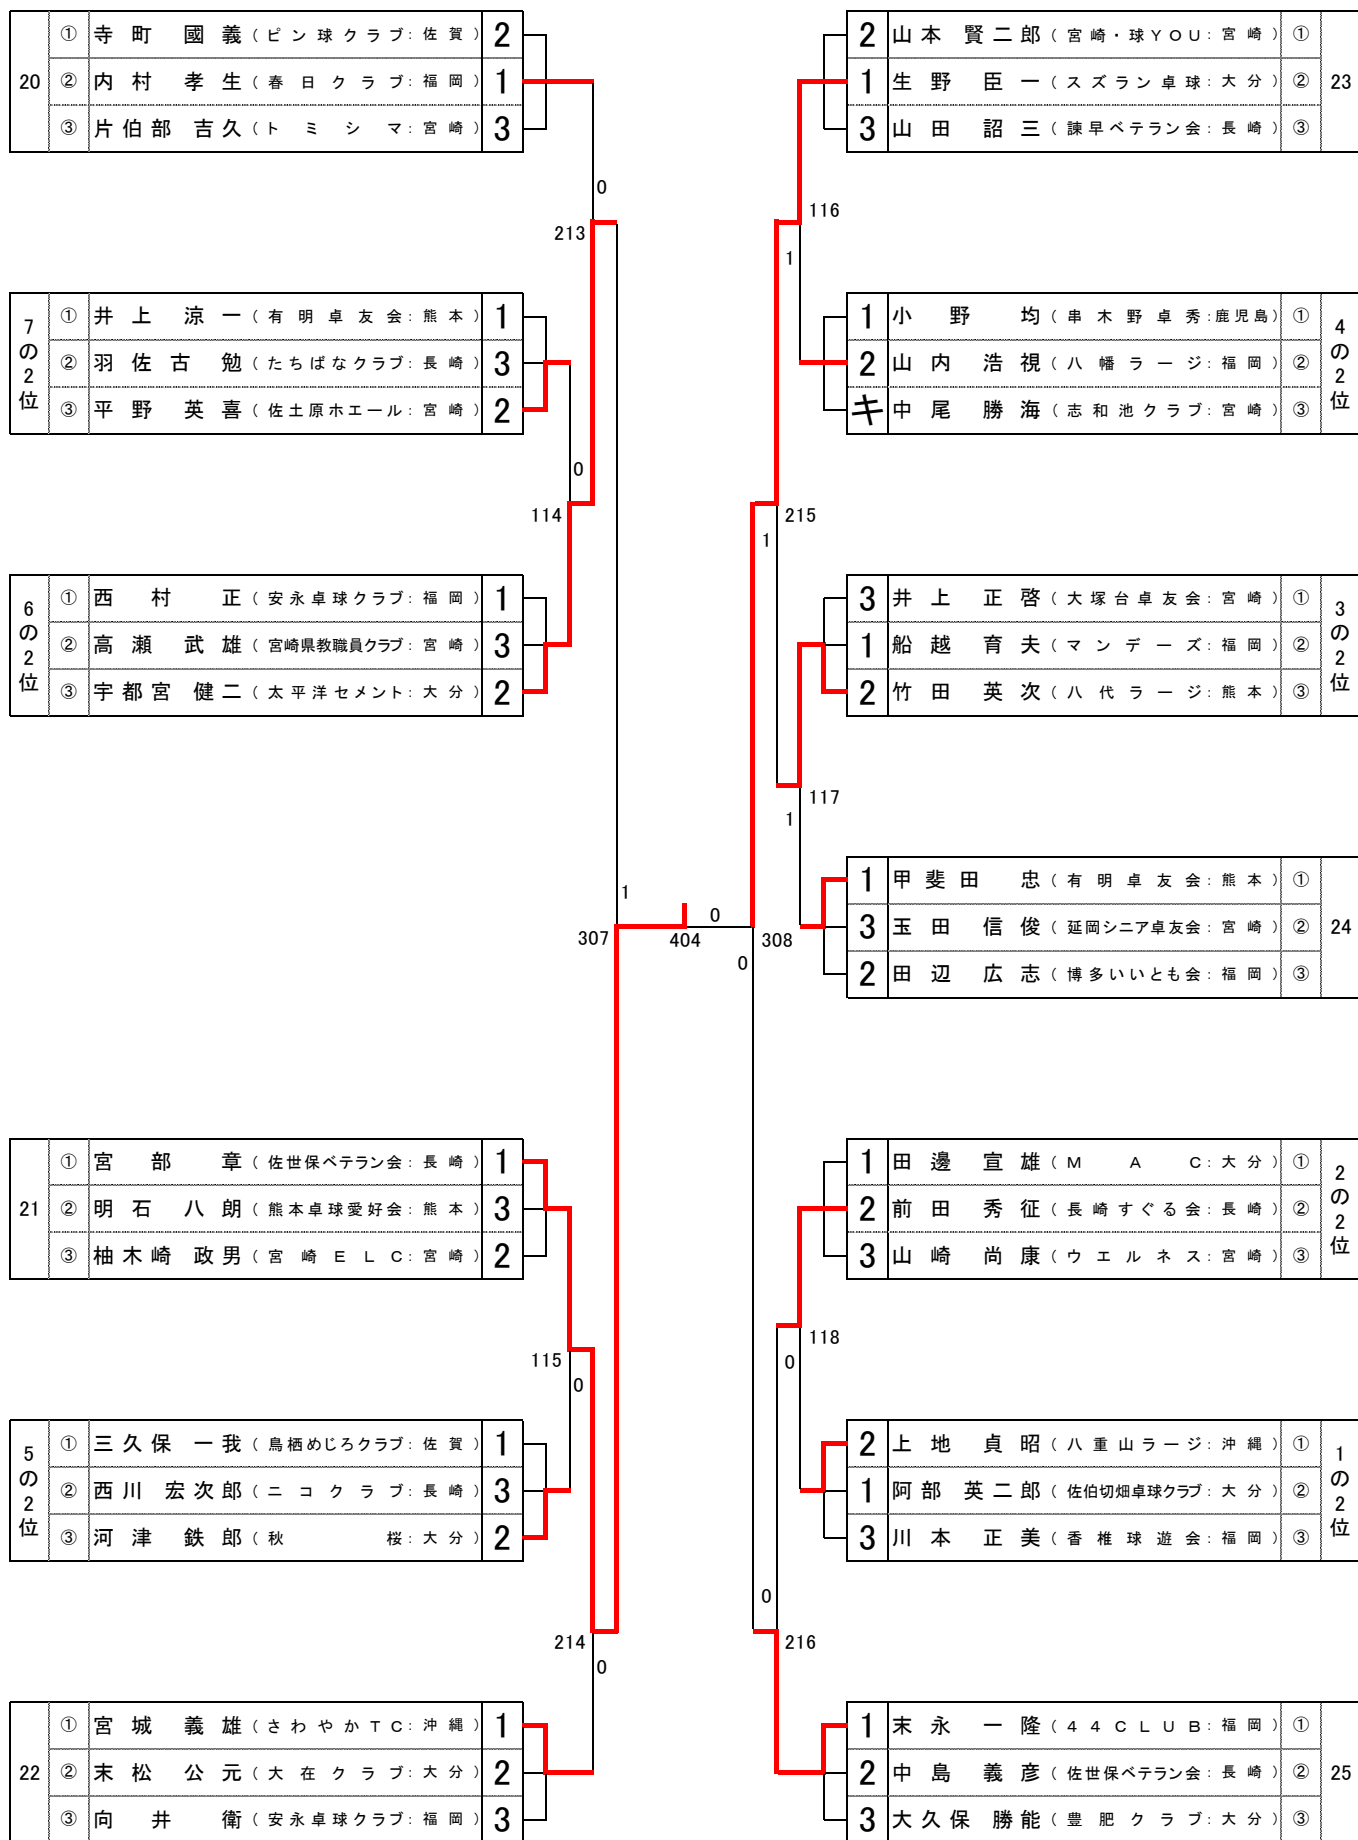 20
① 寺町 國義 (ピン球クラブ:佐賀) 2
② 内村 孝生 (春日クラブ:福岡) 1
③ 片伯部 吉久 (トミシマ:宮崎) 3
0
213
7の2位
① 井上 涼一 (有明卓友会:熊本) 1
② 羽佐古 勉 (たちばなクラブ:長崎) 3
③ 平野 英喜 (佐土原ホエール:宮崎) 2
0
114
6の2位
① 西村 正 (安永卓球クラブ:福岡) 1
② 高瀬 武雄 (宮崎県教職員クラブ:宮崎) 3
③ 宇都宮 健二 (太平洋セメント:大分) 2
1
307
404
0
21
① 宮部 章 (佐世保ベテラン会:長崎) 1
② 明石 八朗 (熊本卓球愛好会:熊本) 3
③ 柚木崎 政男 (宮崎ELC:宮崎) 2
115
0
5の2位
① 三久保 一我 (鳥栖めじろクラブ:佐賀) 1
② 西川 宏次郎 (ニコクラブ:長崎) 3
③ 河津 鉄郎 (秋桜:大分) 2
214
0
22
① 宮城 義雄 (さわやかTC:沖縄) 1
② 末松 公元 (大在クラブ:大分) 2
③ 向井 衛 (安永卓球クラブ:福岡) 3
2 山本 賢二郎 (宮崎・球YOU:宮崎) ①
1 生野 臣一 (スズラン卓球:大分) ②
3 山田 詔三 (諫早ベテラン会:長崎) ③
23
116
1
1 小野 均 (串木野卓秀:鹿児島) ①
2 山内 浩視 (八幡ラージ:福岡) ②
キ 中尾 勝海 (志和池クラブ:宮崎) ③
4の2位
215
1
3 井上 正啓 (大塚台卓友会:宮崎) ①
1 船越 育夫 (マンデーズ:福岡) ②
2 竹田 英次 (八代ラージ:熊本) ③
3の2位
117
1
1 甲斐田 忠 (有明卓友会:熊本) ①
3 玉田 信俊 (延岡シニア卓友会:宮崎) ②
2 田辺 広志 (博多いいとも会:福岡) ③
24
308
0
1 田邊 宣雄 (MAC:大分) ①
2 前田 秀征 (長崎すぐる会:長崎) ②
3 山崎 尚康 (ウエルネス:宮崎) ③
2の2位
118
0
2 上地 貞昭 (八重山ラージ:沖縄) ①
1 阿部 英二郎 (佐伯切畑卓球クラブ:大分) ②
3 川本 正美 (香椎球遊会:福岡) ③
1の2位
0
216
1 末永 一隆 (44CLUB:福岡) ①
2 中島 義彦 (佐世保ベテラン会:長崎) ②
3 大久保 勝能 (豊肥クラブ:大分) ③
25